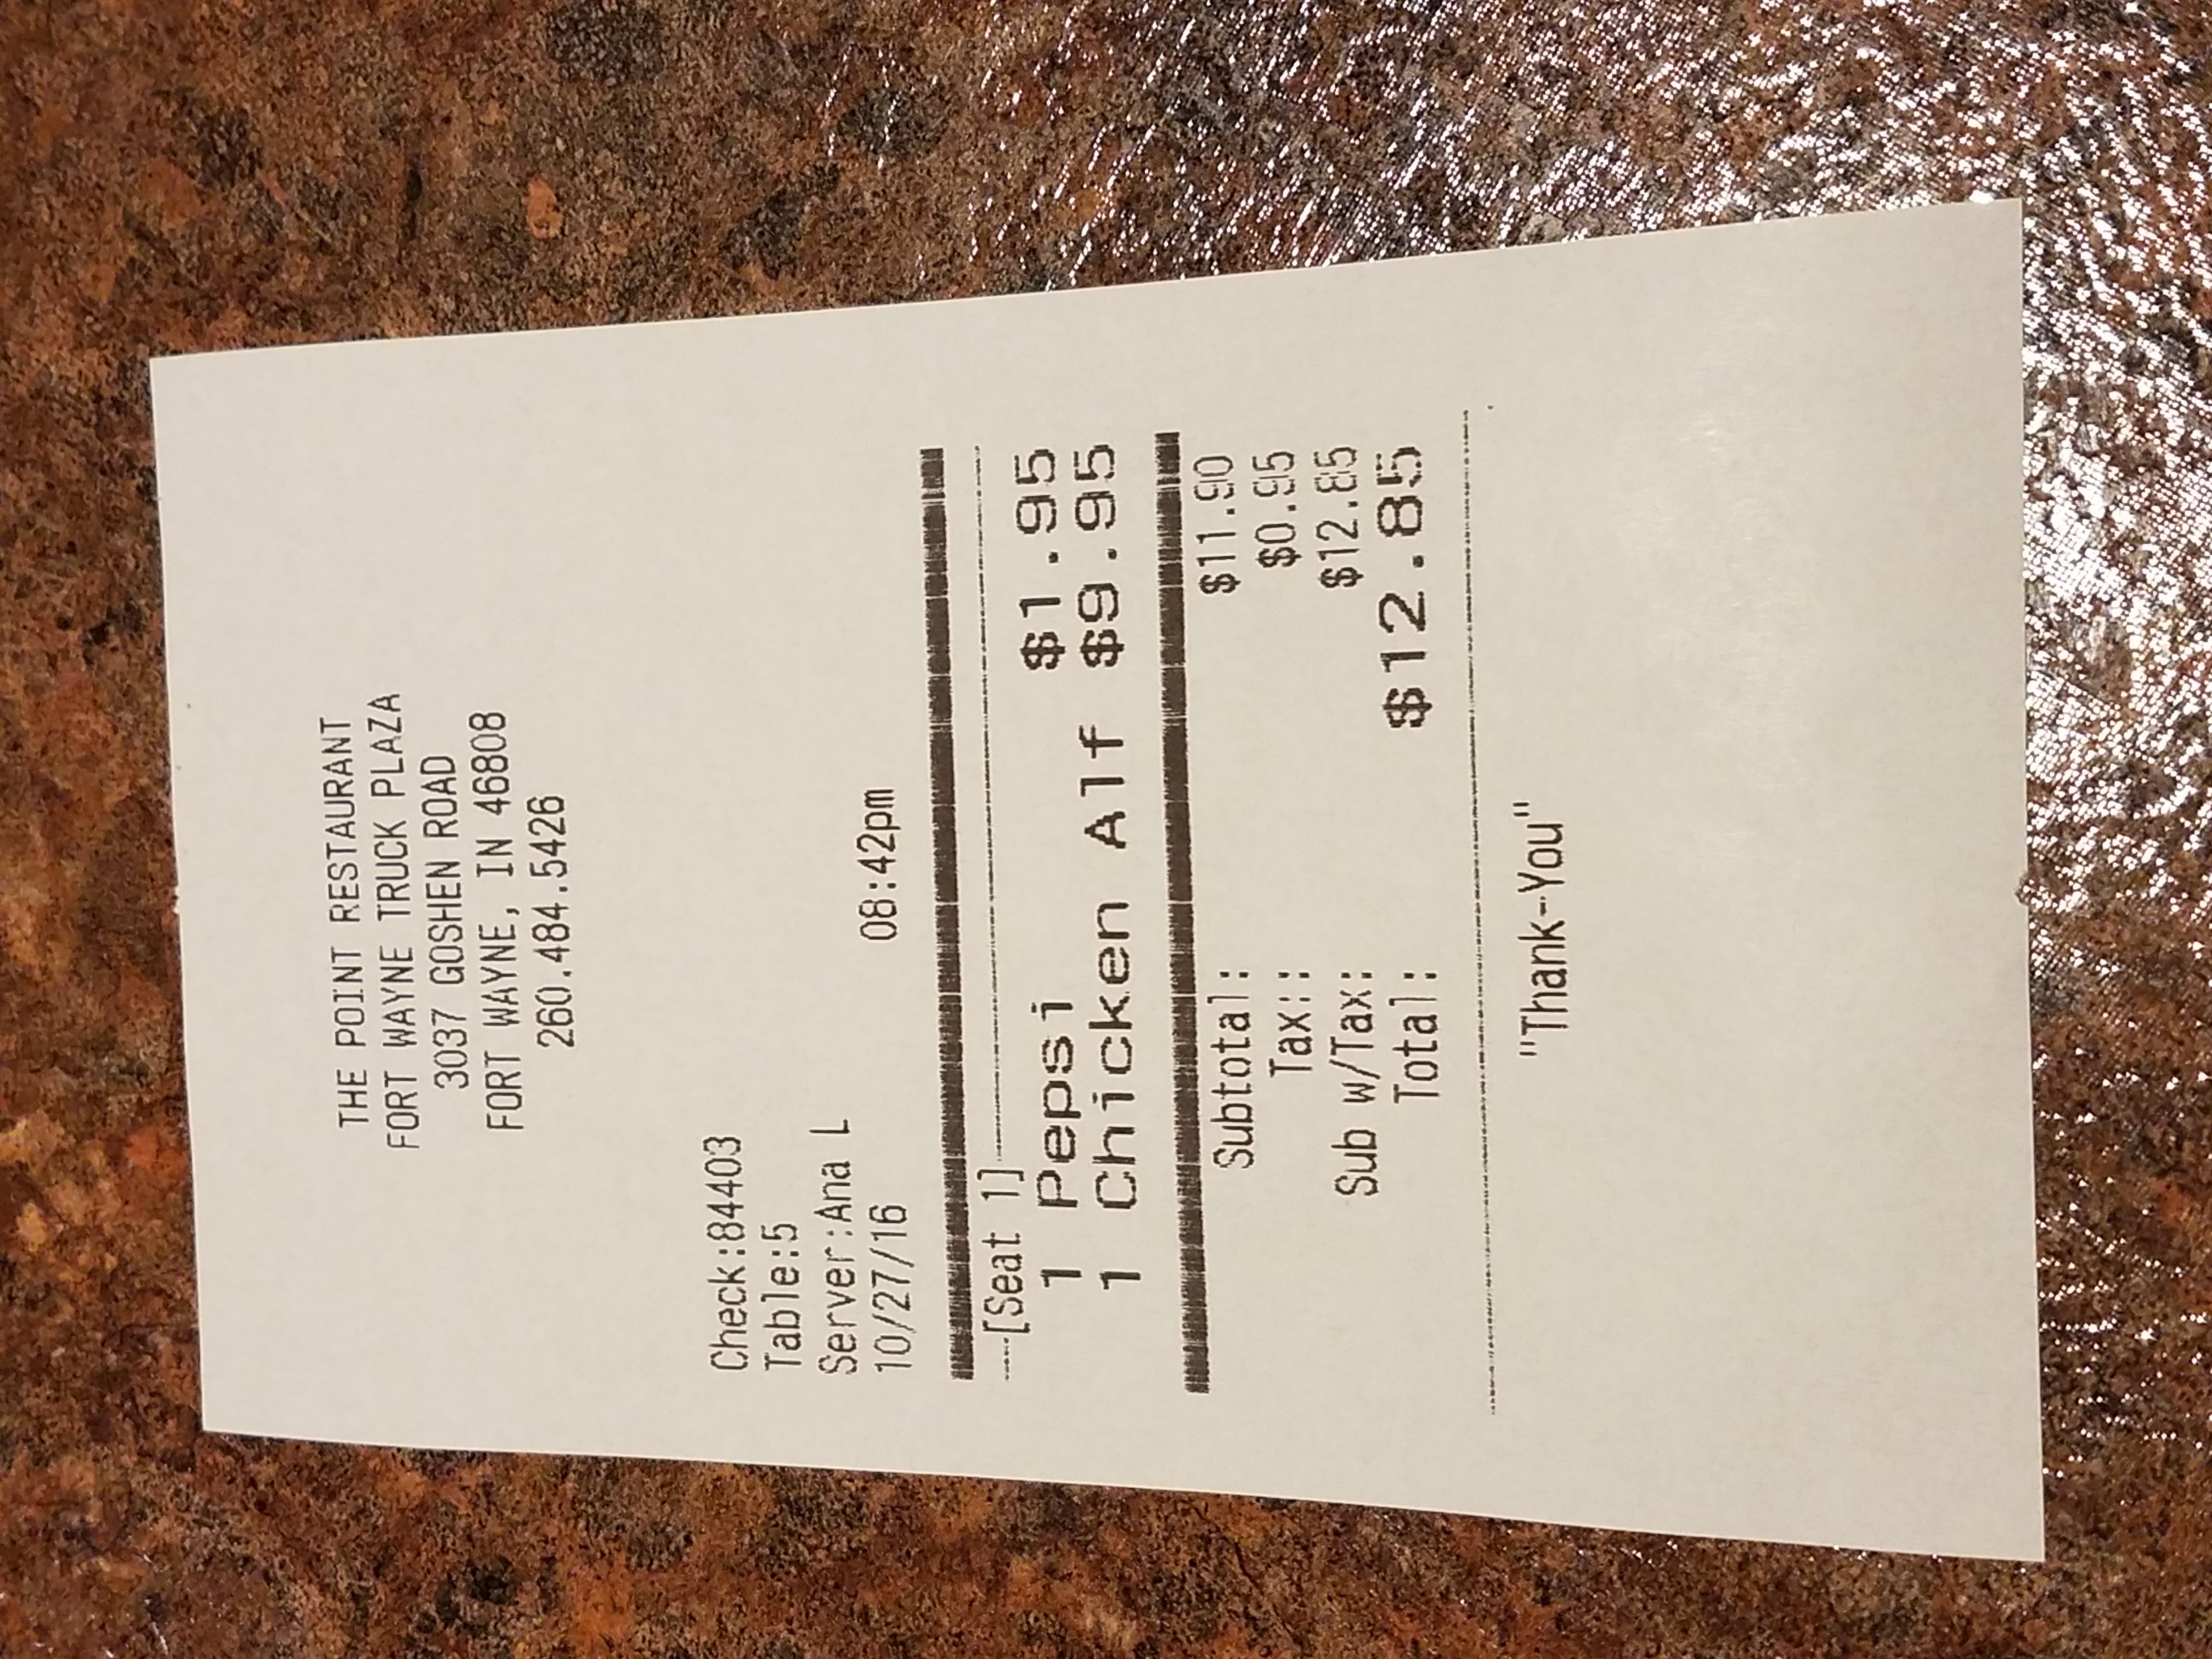 THE POINT RESTAURANT
FORT WAYNE TRUCK PLAZA
3037 GOSHEN ROAD
FORT WAYNE, IN 46808
260.484.5426
Check:84403
Table:5
Server:Ana L
10/27/16 08:42pm
[Seat 1]
1 Pepsi $1.95
1 Chicken Alf $9.95
Subtotal: $11.90
Tax:: $0.95
Sub w/Tax: $12.85
Total: $12.85
"Thank-You"